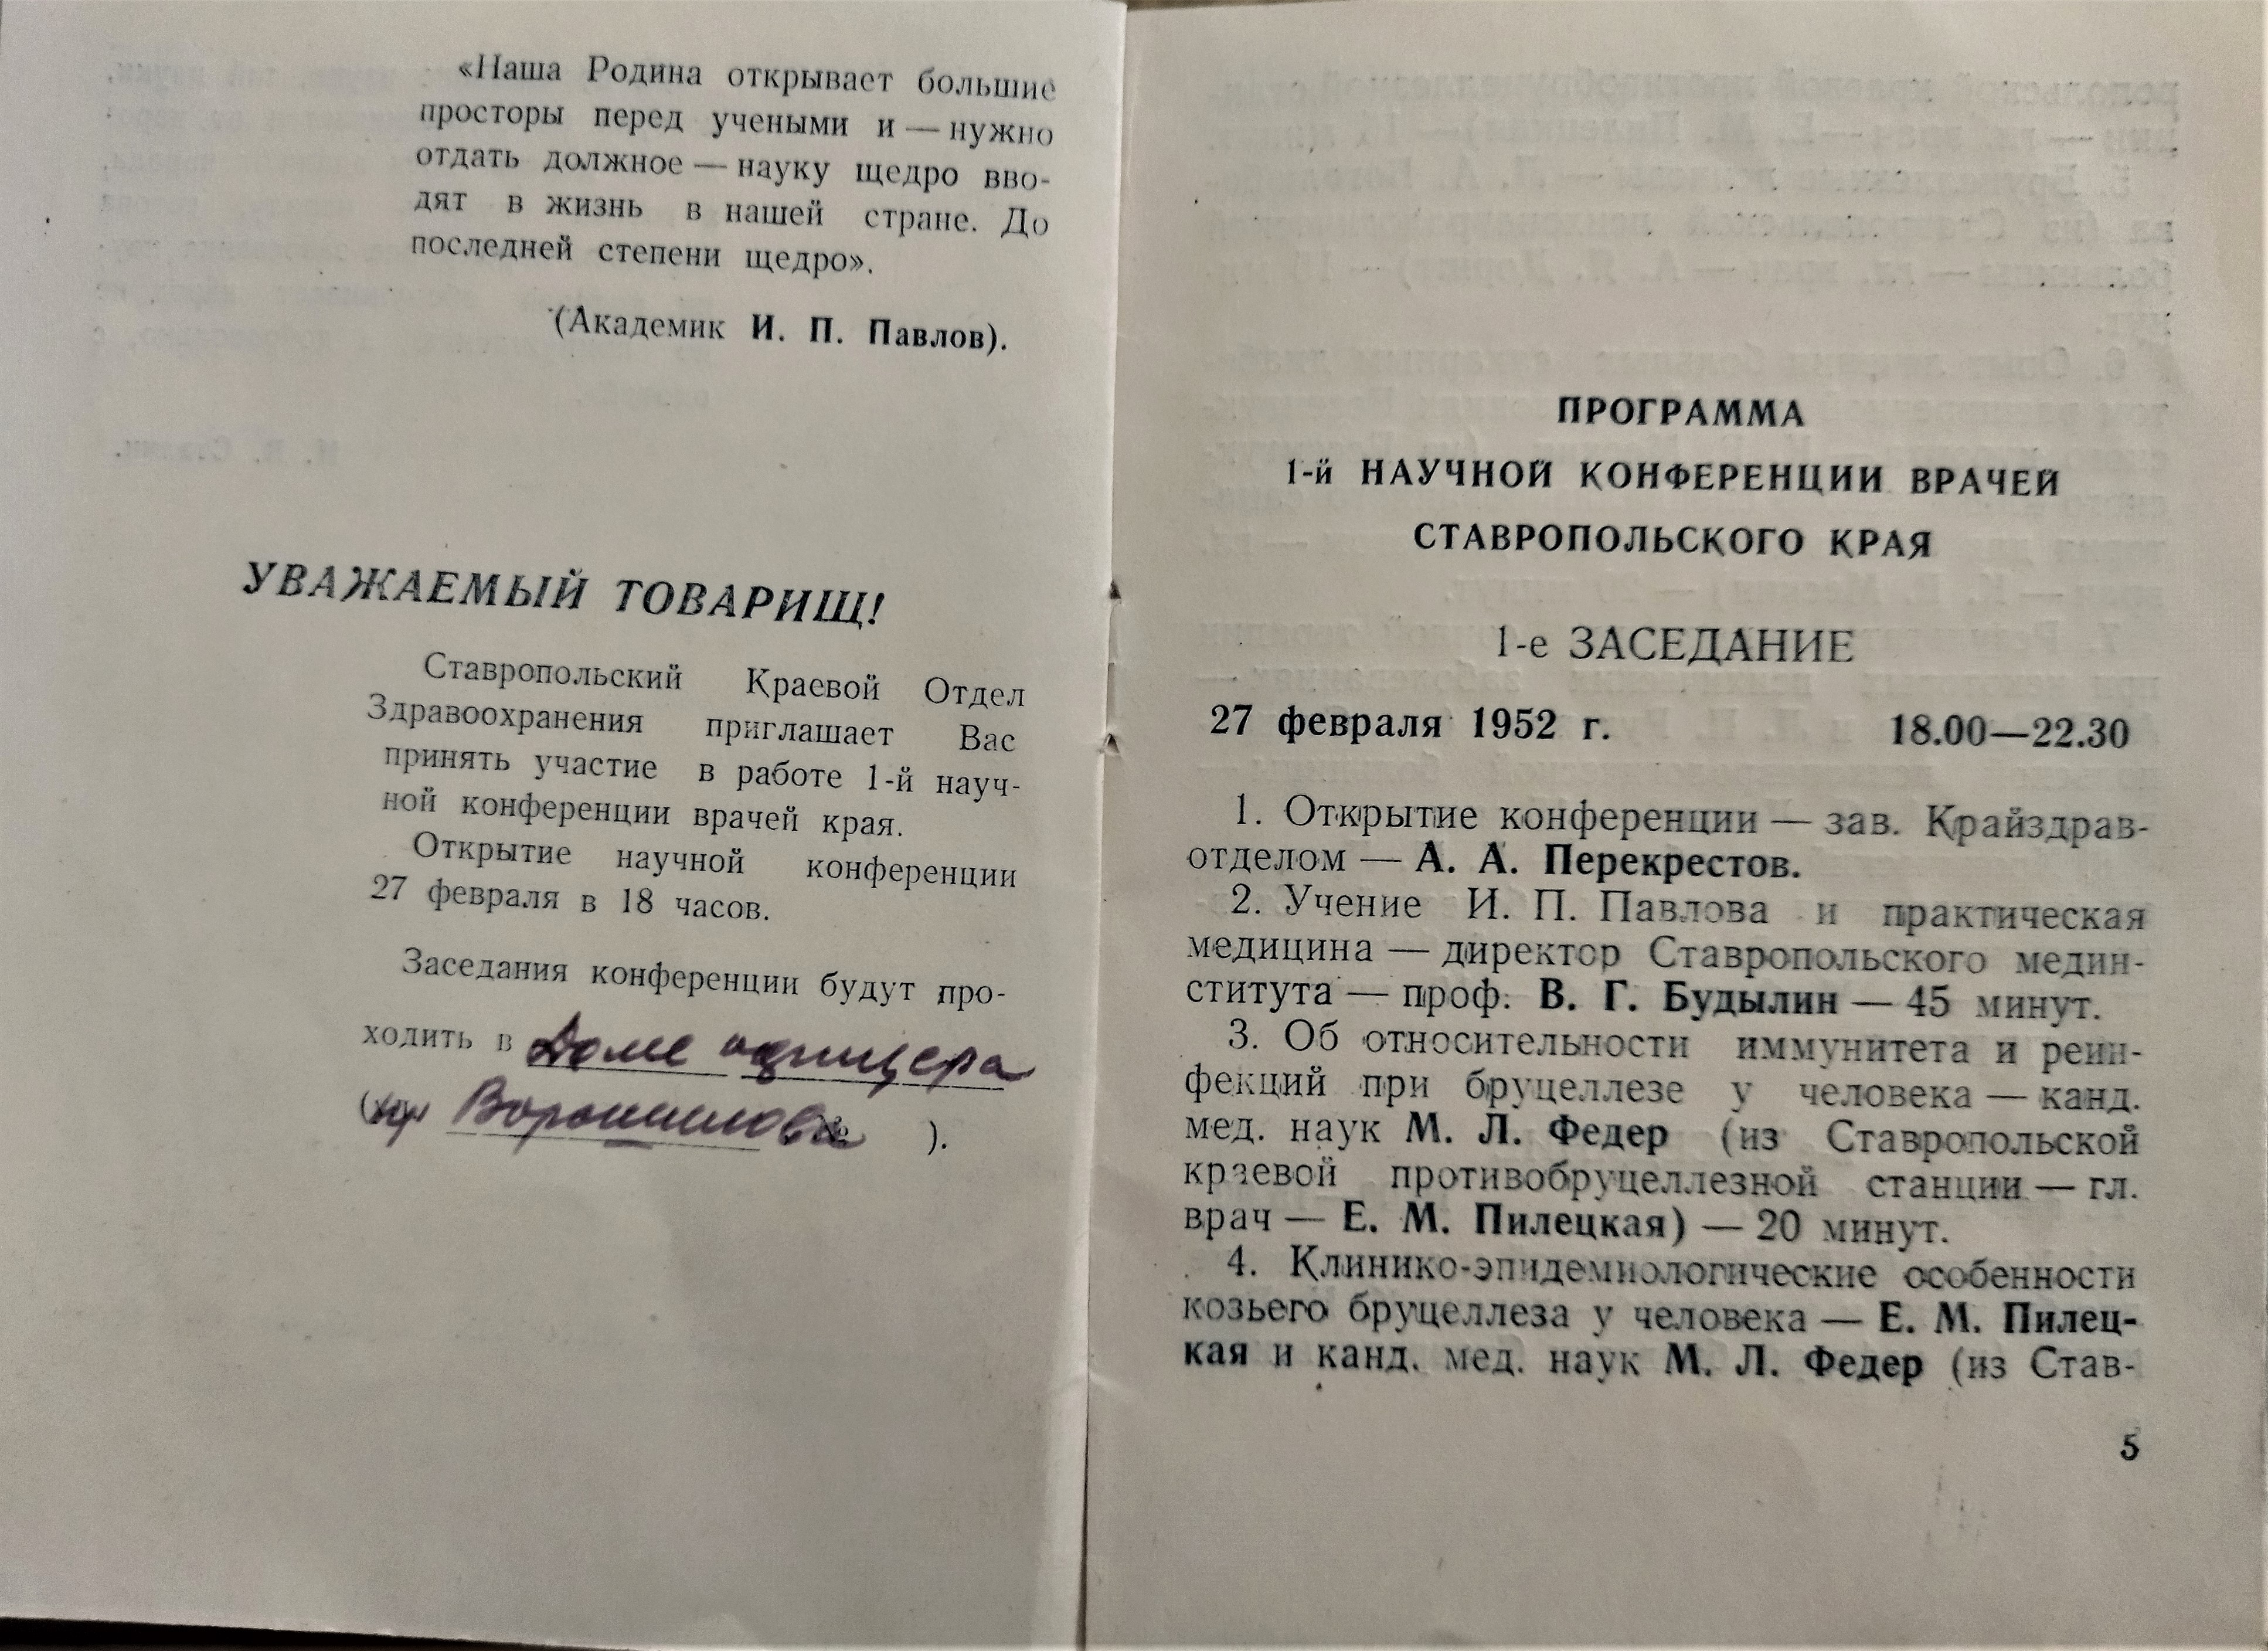 «Наша Родина открывает большие
просторы перед учеными и — нужно
отдать должное — науку щедро вво-
дят в жизнь в нашей стране. До
последней степени щедро».
(Академик И. П. Павлов).
УВАЖАЕМЫЙ ТОВАРИЩ!
Ставропольский Краевой Отдел
Здравоохранения приглашает Вас
принять участие в работе 1-й науч-
ной конференции врачей края.
Открытие научной конференции
27 февраля в 18 часов.
Заседания конференции будут про-
ходить в Доме офицера
( Ворошилова № ).
ПРОГРАММА
1-й НАУЧНОЙ КОНФЕРЕНЦИИ ВРАЧЕЙ
СТАВРОПОЛЬСКОГО КРАЯ
1-е ЗАСЕДАНИЕ
27 февраля 1952 г. 18.00—22.30
1. Открытие конференции — зав. Крайздрав-
отделом — А. А. Перекрестов.
2. Учение И. П. Павлова и практическая
медицина — директор Ставропольского медин-
ститута — проф. В. Г. Будылин — 45 минут.
3. Об относительности иммунитета и реин-
фекций при бруцеллезе у человека — канд.
мед. наук М. Л. Федер (из Ставропольской
краевой противобруцеллезной станции — гл.
врач — Е. М. Пилецкая) — 20 минут.
4. Клинико-эпидемиологические особенности
козьего бруцеллеза у человека — Е. М. Пилец-
кая и канд. мед. наук М. Л. Федер (из Став-
5